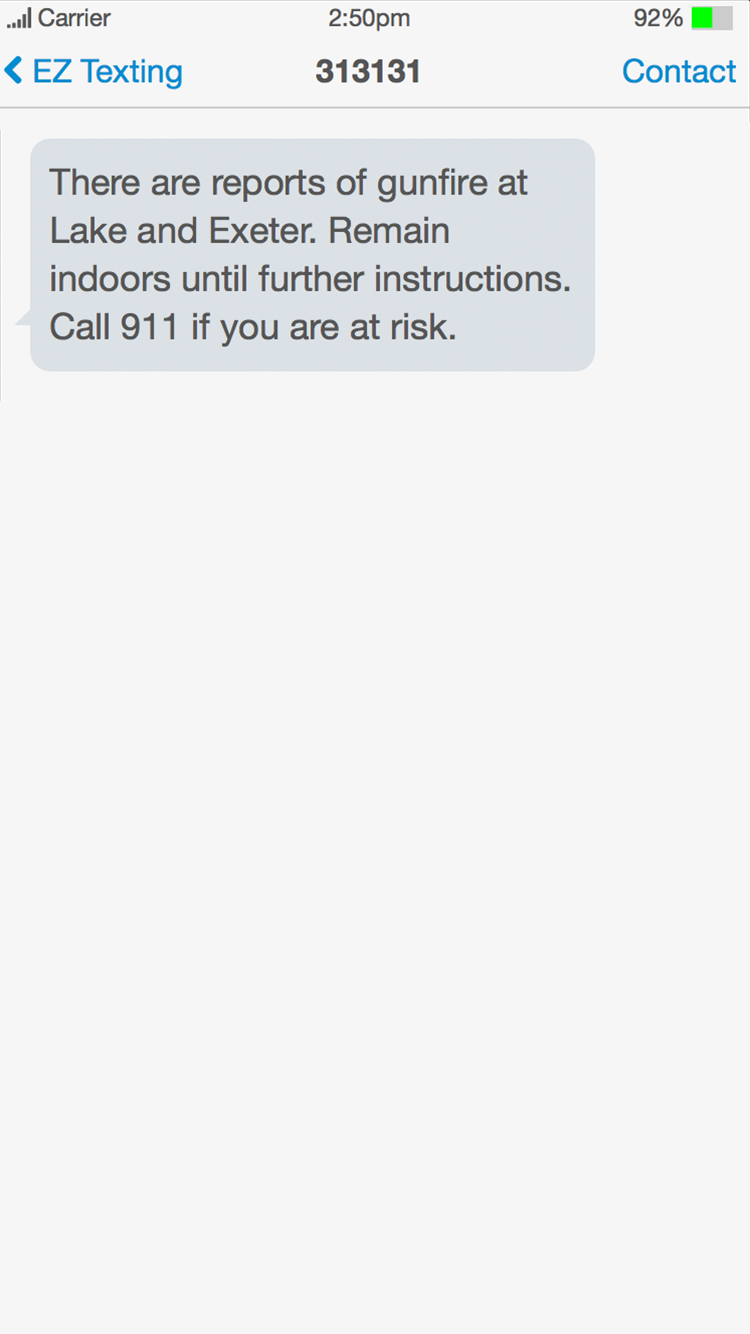 Carrier 2:50pm 92%
EZ Texting 313131 Contact
There are reports of gunfire at
Lake and Exeter. Remain
indoors until further instructions.
Call 911 if you are at risk.